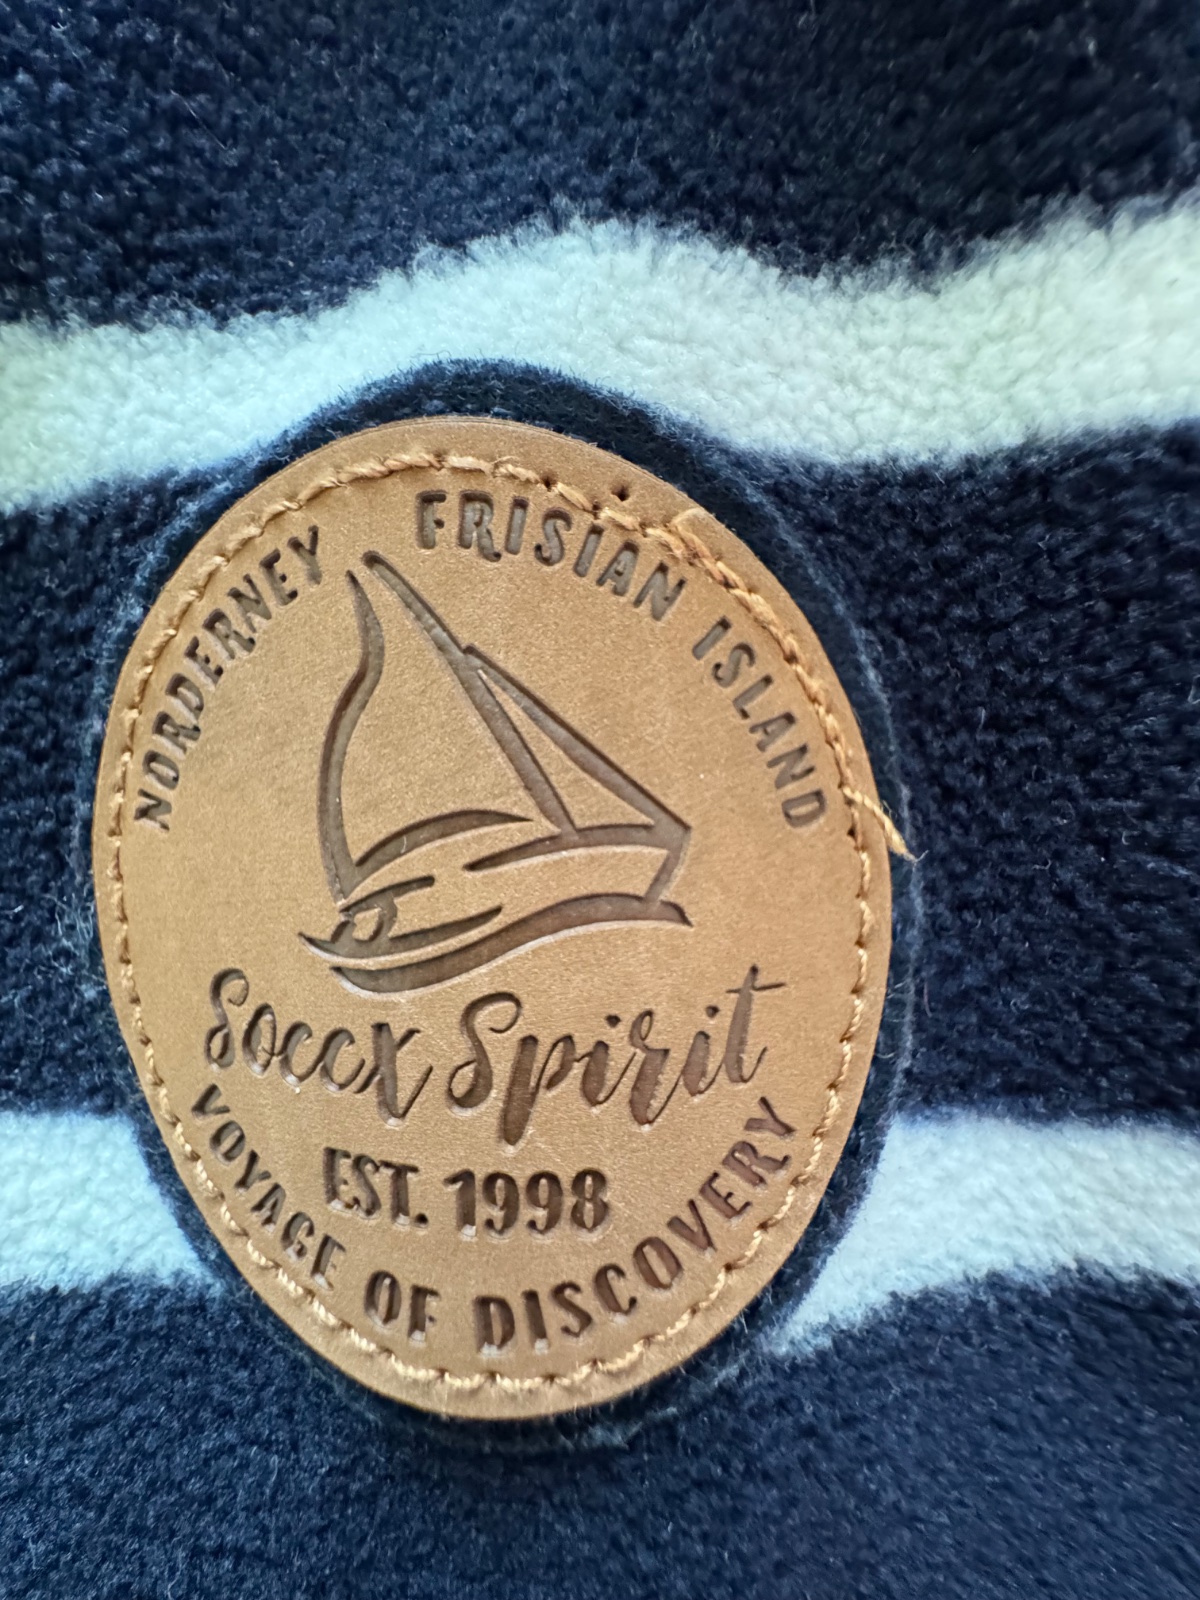 NORDERNEY FRISIAN ISLAND
Soccx Spirit
EST. 1998
VOYAGE OF DISCOVERY